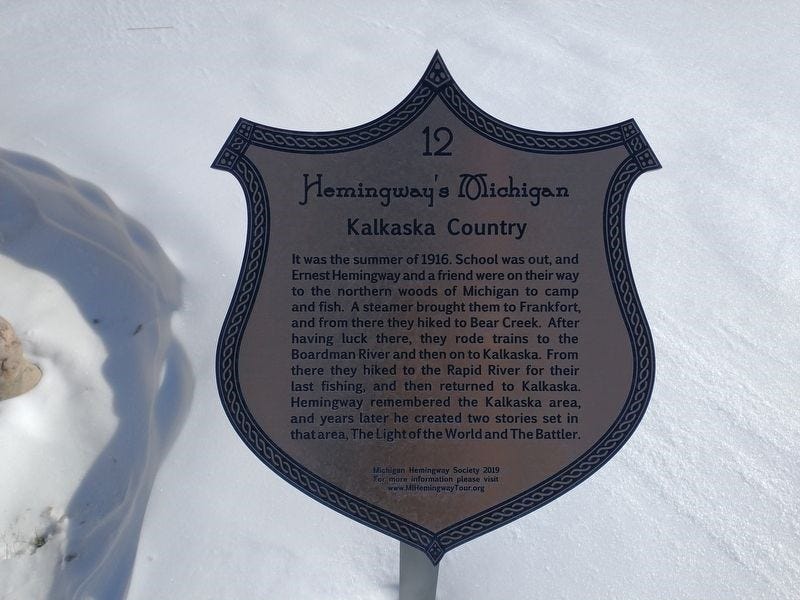 12
Hemingway's Michigan
Kalkaska Country
It was the summer of 1916. School was out, and
Ernest Hemingway and a friend were on their way
to the northern woods of Michigan to camp
and fish. A steamer brought them to Frankfort,
and from there they hiked to Bear Creek. After
having luck there, they rode trains to the
Boardman River and then on to Kalkaska. From
there they hiked to the Rapid River for their
last fishing, and then returned to Kalkaska.
Hemingway remembered the Kalkaska area,
and years later he created two stories set in
that area, The Light of the World and The Battler.
Michigan Hemingway Society 2019
For more information please visit
www.MIHemingwayTour.org